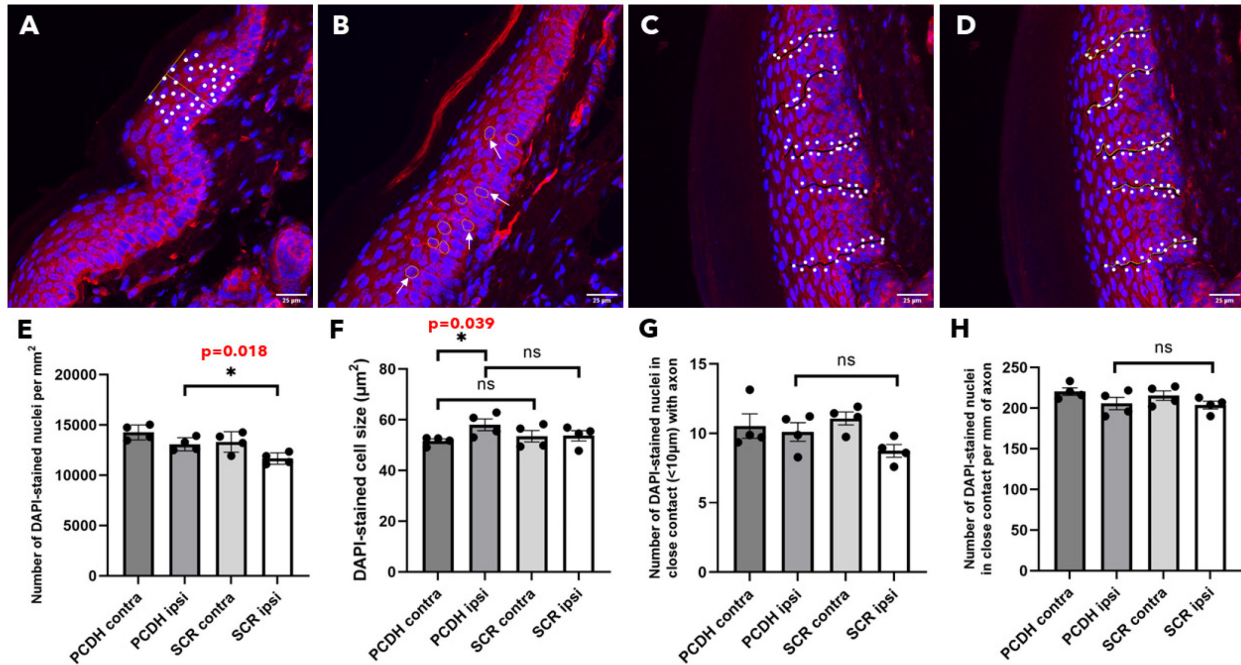 A
B
C
D
25 µm
25 µm
25 µm
25 µm
E
p=0.018
*
Number of DAPI-stained nuclei per mm²
20000
15000
10000
5000
0
PCDH contra
PCDH ipsi
SCR contra
SCR ipsi
F
p=0.039
*
ns
ns
DAPI-stained cell size (µm²)
80
60
40
20
0
PCDH contra
PCDH ipsi
SCR contra
SCR ipsi
G
ns
Number of DAPI-stained nuclei in
close contact (<10µm) with axon
15
10
5
0
PCDH contra
PCDH ipsi
SCR contra
SCR ipsi
H
ns
Number of DAPI-stained nuclei
in close contact per mm of axon
250
200
150
100
50
0
PCDH contra
PCDH ipsi
SCR contra
SCR ipsi